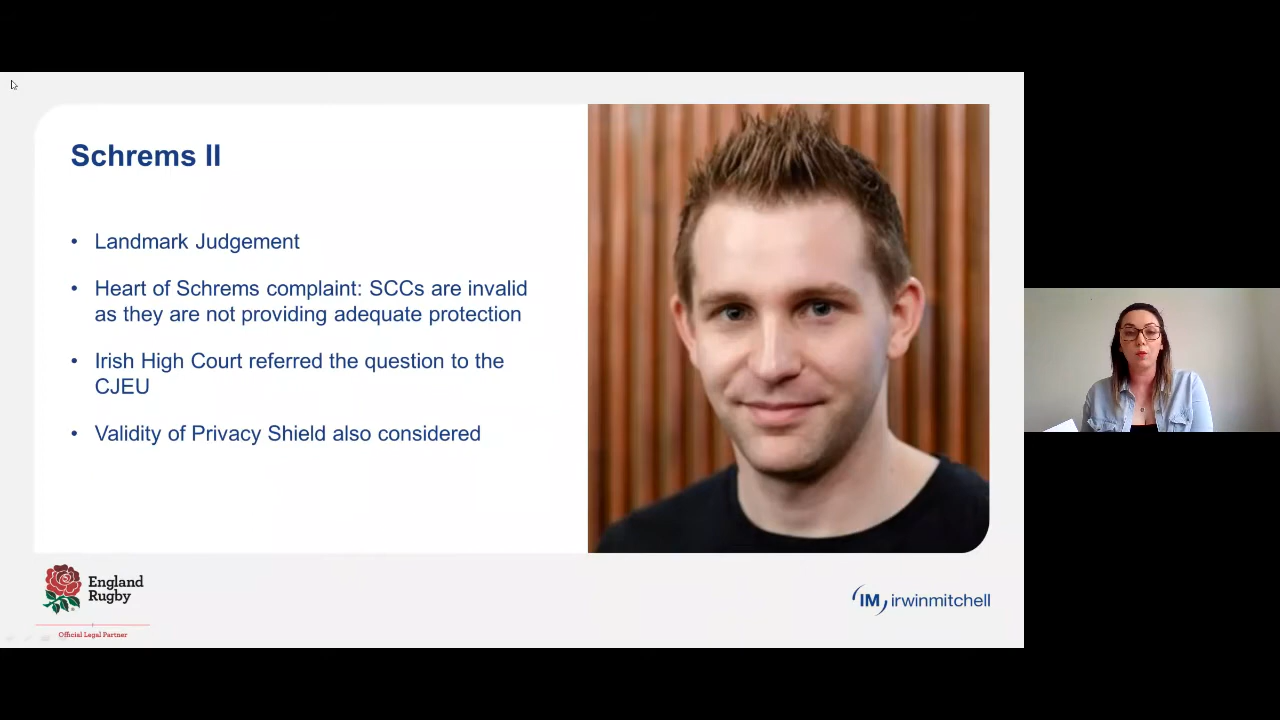 Schrems II
• Landmark Judgement
• Heart of Schrems complaint: SCCs are invalid
as they are not providing adequate protection
• Irish High Court referred the question to the
CJEU
• Validity of Privacy Shield also considered
England
Rugby
Official Legal Partner
IM irwinmitchell